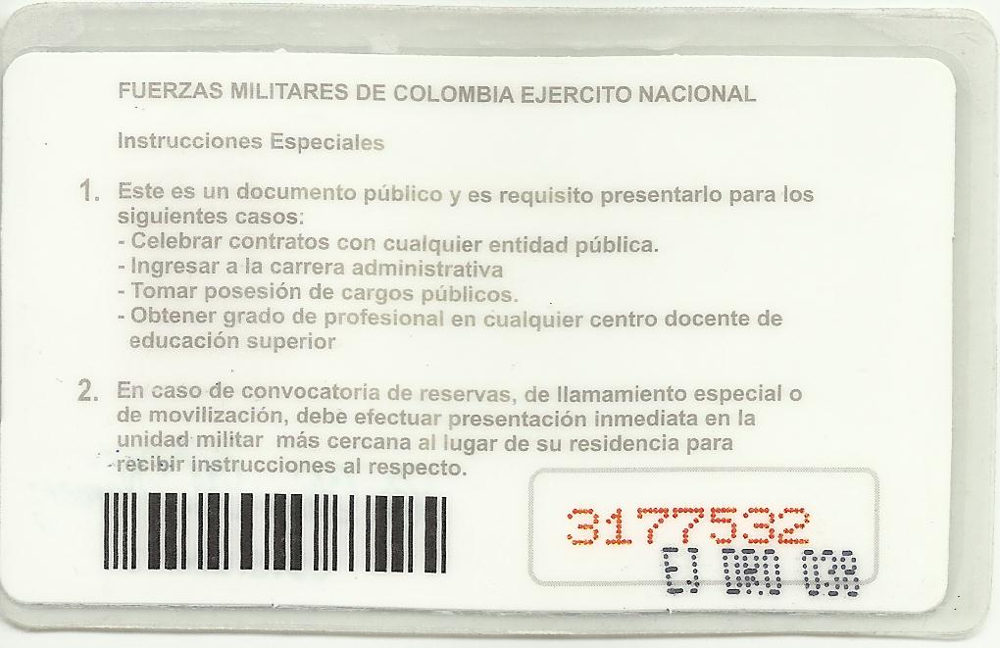 FUERZAS MILITARES DE COLOMBIA EJERCITO NACIONAL
Instrucciones Especiales
1. Este es un documento público y es requisito presentarlo para los
siguientes casos:
- Celebrar contratos con cualquier entidad pública.
- Ingresar a la carrera administrativa
- Tomar posesión de cargos públicos.
- Obtener grado de profesional en cualquier centro docente de
educación superior
2. En caso de convocatoria de reservas, de llamamiento especial o
de movilización, debe efectuar presentación inmediata en la
unidad militar más cercana al lugar de su residencia para
recibir instrucciones al respecto.
3177532
EJ